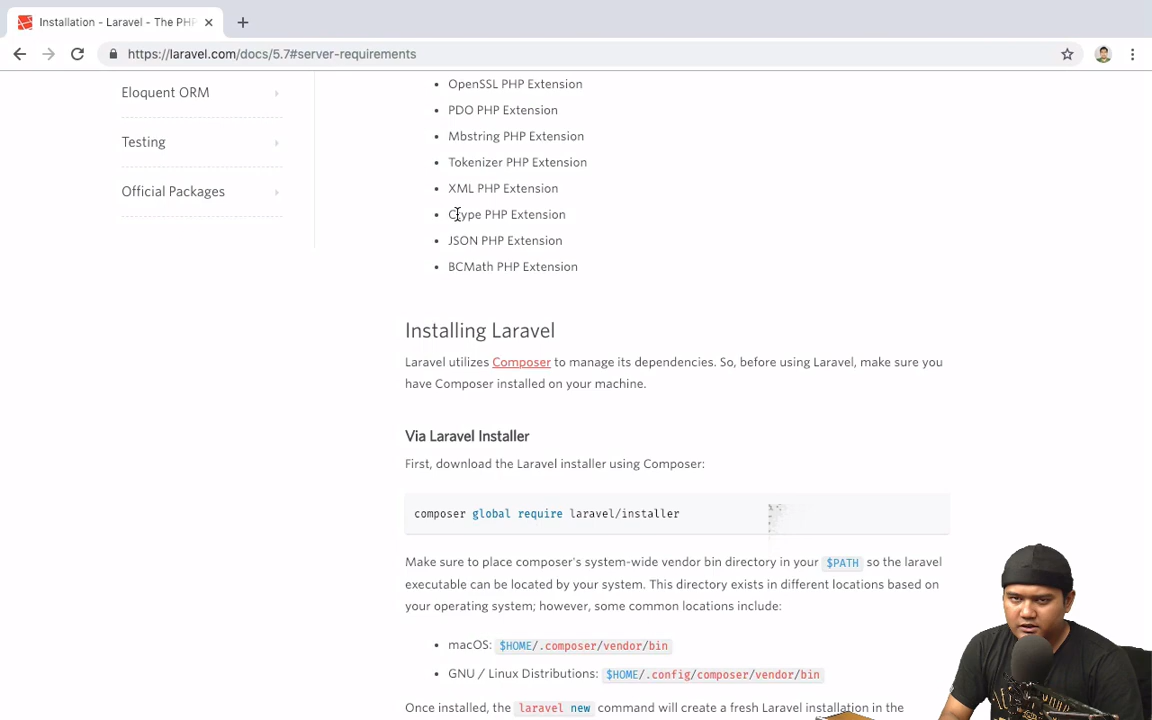 Installation - Laravel - The PH
https://laravel.com/docs/5.7#server-requirements
Eloquent ORM
Testing
Official Packages
OpenSSL PHP Extension
PDO PHP Extension
Mbstring PHP Extension
Tokenizer PHP Extension
XML PHP Extension
Ctype PHP Extension
JSON PHP Extension
BCMath PHP Extension
Installing Laravel
Laravel utilizes Composer to manage its dependencies. So, before using Laravel, make sure you
have Composer installed on your machine.
Via Laravel Installer
First, download the Laravel installer using Composer:
composer global require laravel/installer
Make sure to place composer's system-wide vendor bin directory in your $PATH so the laravel
executable can be located by your system. This directory exists in different locations based on
your operating system; however, some common locations include:
macOS: $HOME/.composer/vendor/bin
GNU / Linux Distributions: $HOME/.config/composer/vendor/bin
Once installed, the laravel new command will create a fresh Laravel installation in the